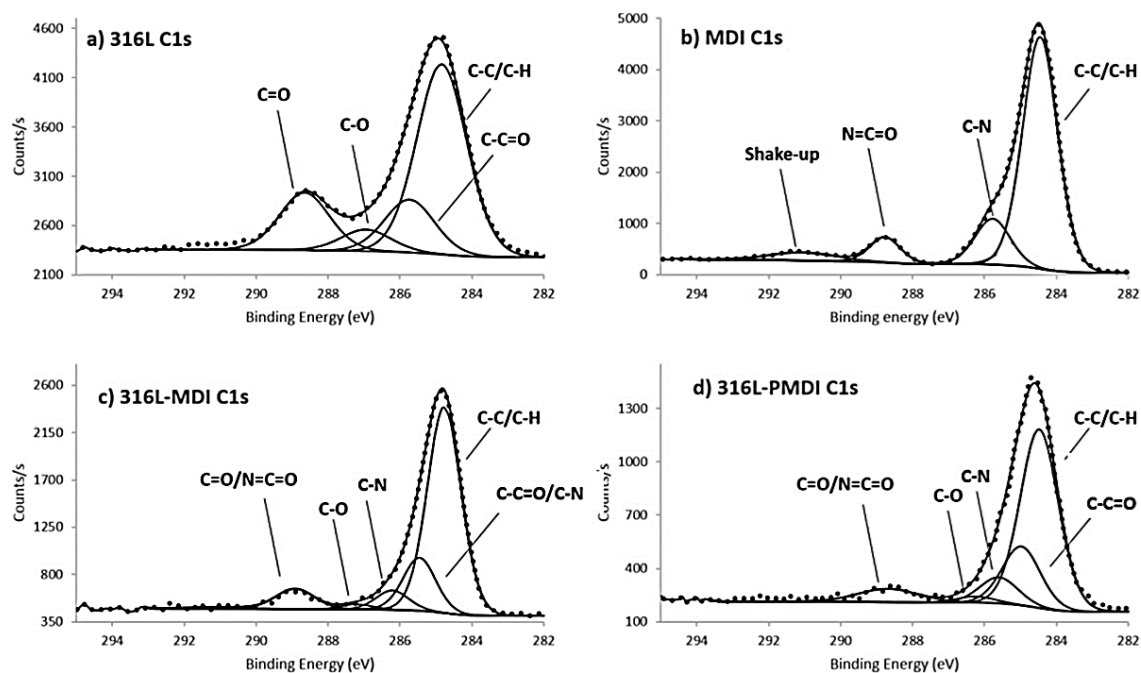 a) 316L C1s
C=O
C-O
C-C/C-H
C-C=O
Counts/s
4600
4100
3600
3100
2600
2100
294
292
290
288
286
284
282
Binding Energy (eV)
b) MDI C1s
Shake-up
N=C=O
C-N
C-C/C-H
Counts/s
5000
4000
3000
2000
1000
0
294
292
290
288
286
284
282
Binding energy (eV)
c) 316L-MDI C1s
C=O/N=C=O
C-O
C-N
C-C/C-H
C-C=O/C-N
Counts/s
2600
2150
1700
1250
800
350
294
292
290
288
286
284
282
Binding Energy (eV)
d) 316L-PMDI C1s
C=O/N=C=O
C-O
C-N
C-C/C-H
C-C=O
Counts/s
1300
1000
700
400
100
294
292
290
288
286
284
282
Binding Energy (eV)